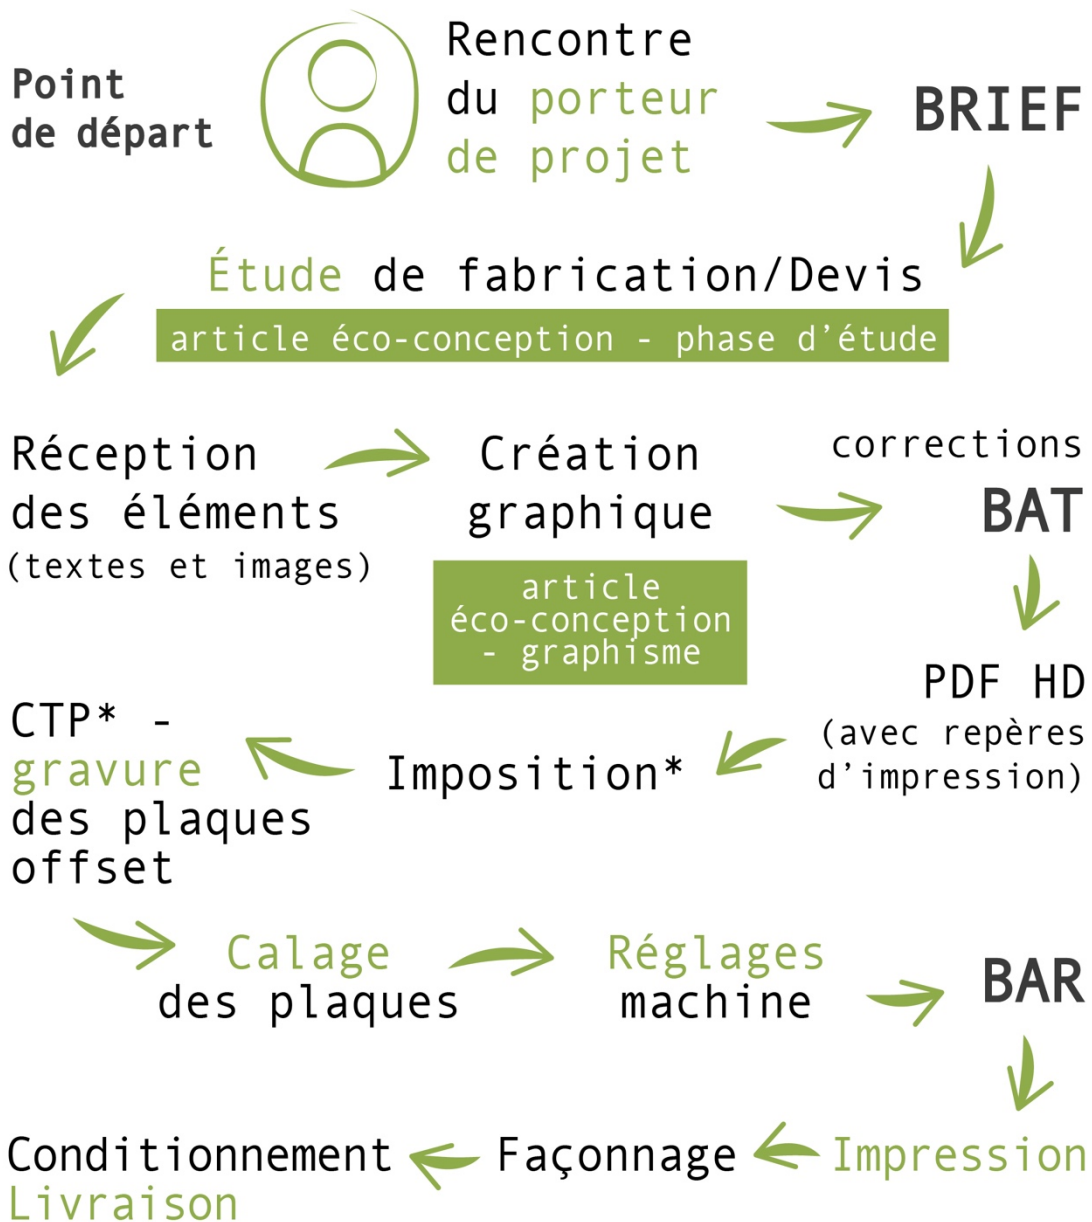 Point
de départ
Rencontre
du porteur
de projet
BRIEF
Étude de fabrication/Devis
article éco-conception - phase d'étude
Réception
des éléments
(textes et images)
Création
graphique
article
éco-conception
- graphisme
corrections
BAT
PDF HD
(avec repères
d'impression)
Imposition*
CTP* -
gravure
des plaques
offset
Calage
des plaques
Réglages
machine
BAR
Impression
Façonnage
Conditionnement
Livraison